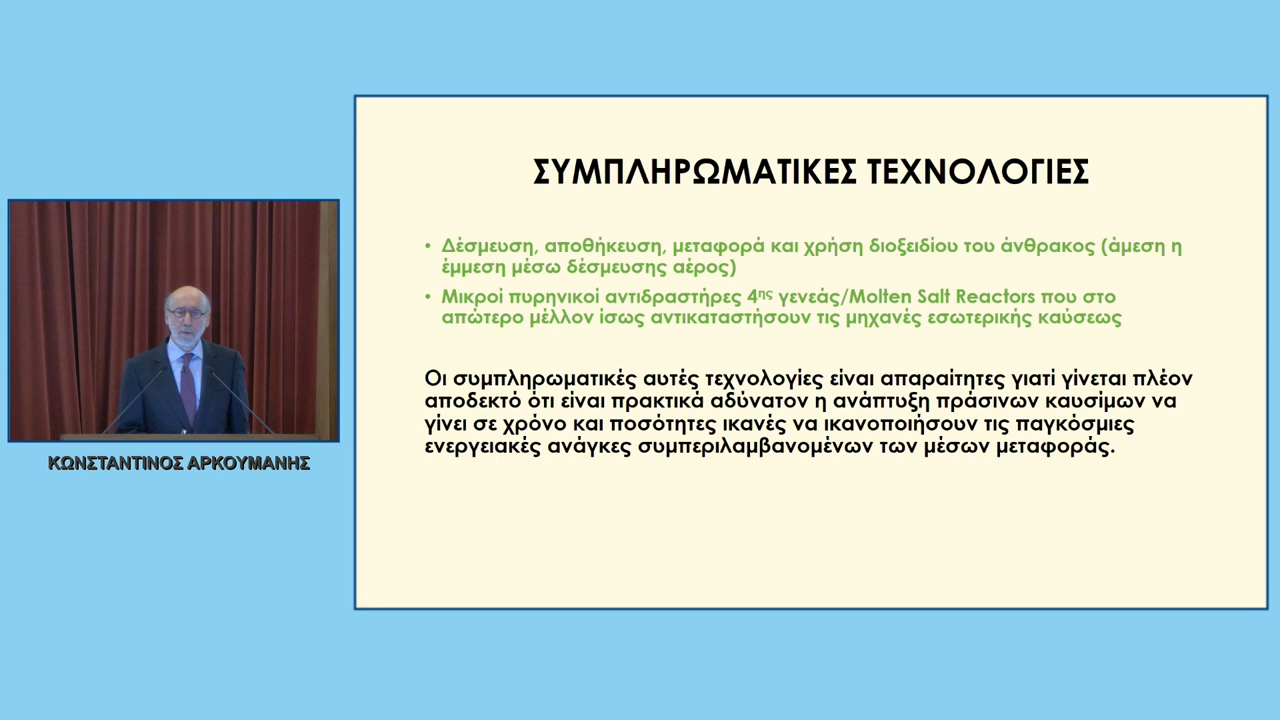 ΣΥΜΠΛΗΡΩΜΑΤΙΚΕΣ ΤΕΧΝΟΛΟΓΙΕΣ
• Δέσμευση, αποθήκευση, μεταφορά και χρήση διοξειδίου του άνθρακος (άμεση η
έμμεση μέσω δέσμευσης αέρος)
• Μικροί πυρηνικοί αντιδραστήρες 4ης γενεάς/Molten Salt Reactors που στο
απώτερο μέλλον ίσως αντικαταστήσουν τις μηχανές εσωτερικής καύσεως
Οι συμπληρωματικές αυτές τεχνολογίες είναι απαραίτητες γιατί γίνεται πλέον
αποδεκτό ότι είναι πρακτικά αδύνατον η ανάπτυξη πράσινων καυσίμων να
γίνει σε χρόνο και ποσότητες ικανές να ικανοποιήσουν τις παγκόσμιες
ενεργειακές ανάγκες συμπεριλαμβανομένων των μέσων μεταφοράς.
ΚΩΝΣΤΑΝΤΙΝΟΣ ΑΡΚΟΥΜΑΝΗΣ